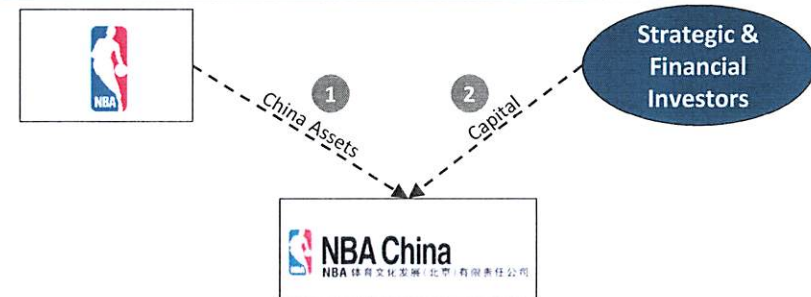 NBA
Strategic &
Financial
Investors
1
2
China Assets
Capital
NBA China
NBA 体育文化发展(北京)有限责任公司